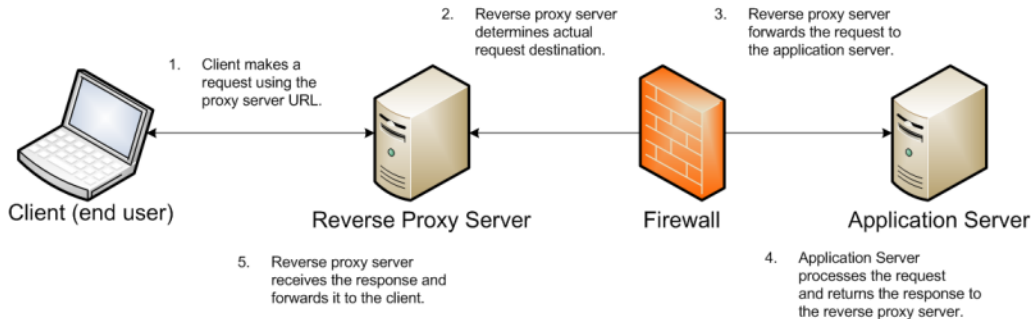 1. Client makes a
request using the
proxy server URL.
2. Reverse proxy server
determines actual
request destination.
3. Reverse proxy server
forwards the request to
the application server.
Client (end user)
Reverse Proxy Server
Firewall
Application Server
5. Reverse proxy server
receives the response and
forwards it to the client.
4. Application Server
processes the request
and returns the response to
the reverse proxy server.